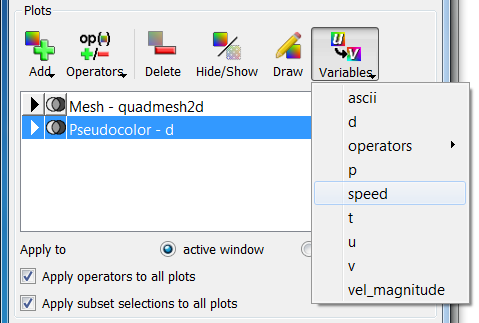 Plots
Add Operators Delete Hide/Show Draw Variables
op( )
u v
Mesh - quadmesh2d
Pseudocolor - d
ascii
d
operators
p
speed
t
u
v
vel_magnitude
Apply to active window
Apply operators to all plots
Apply subset selections to all plots